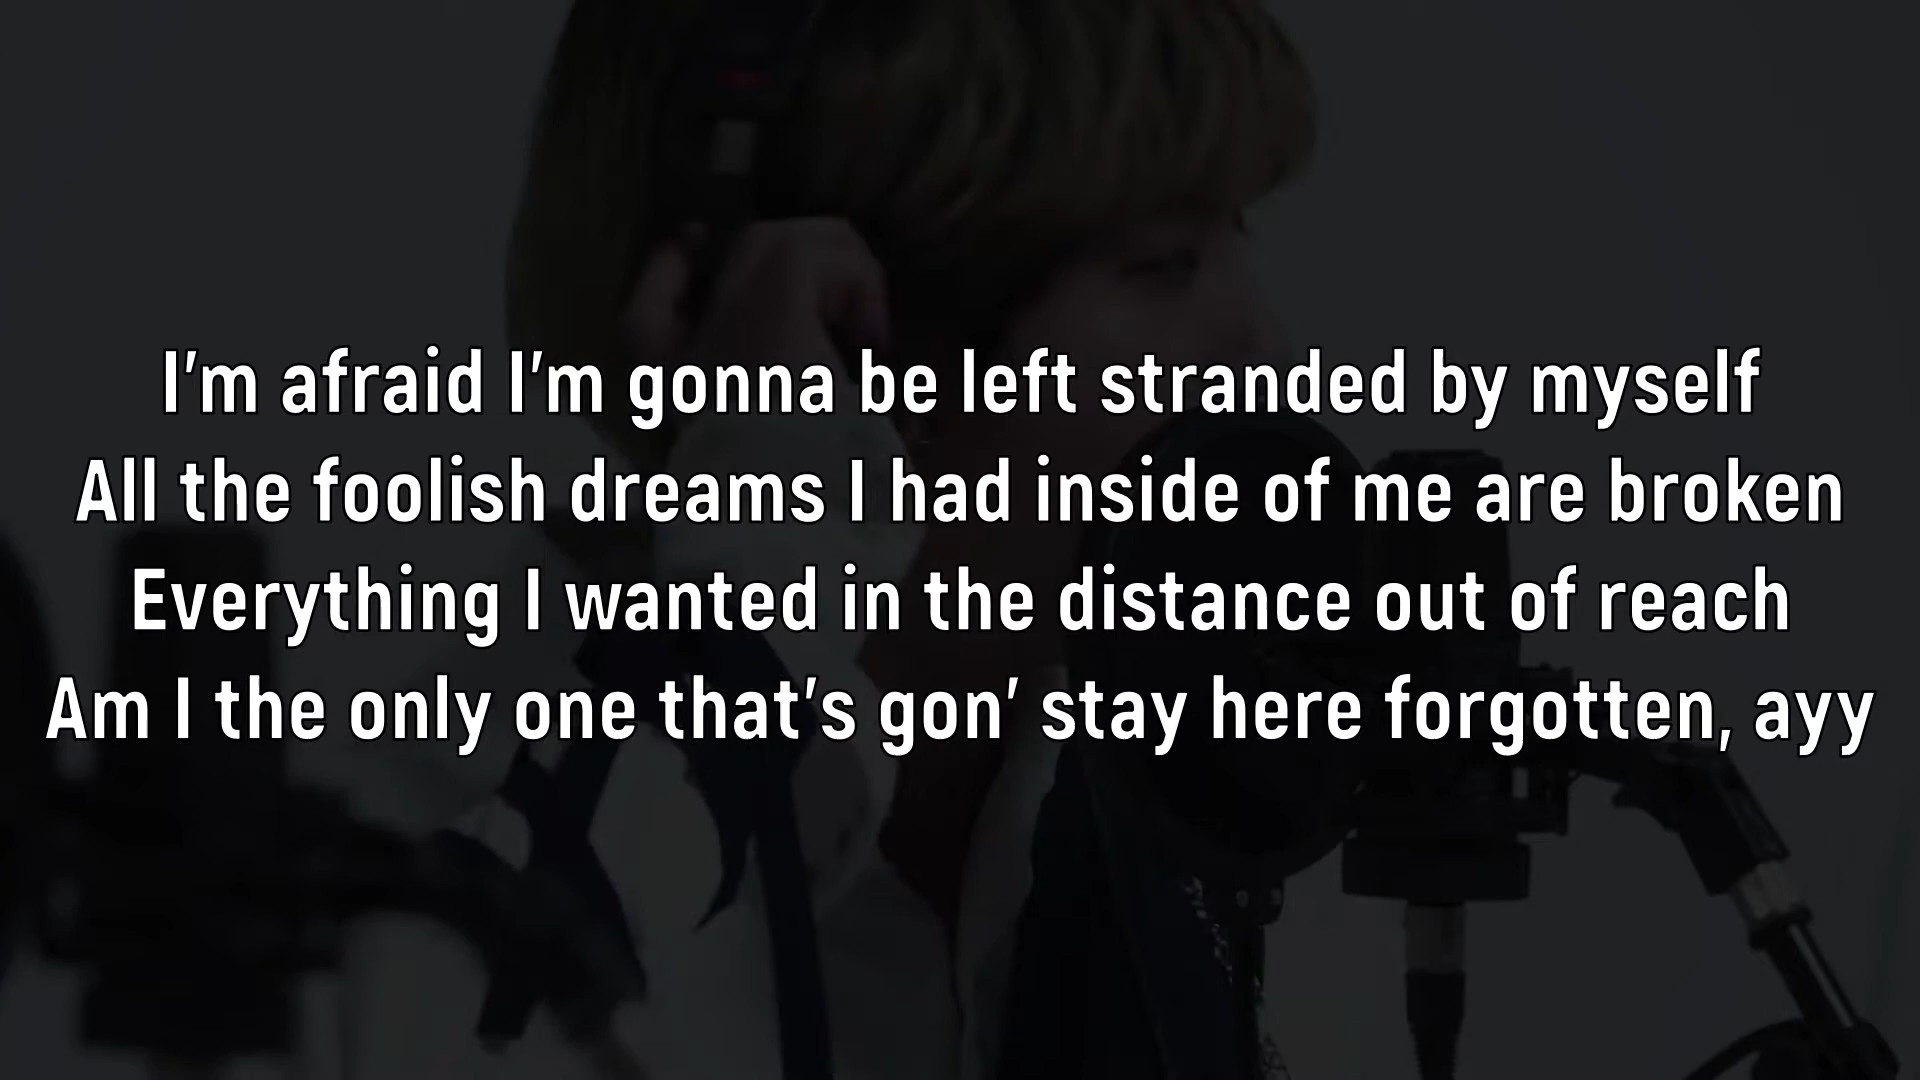 I'm afraid I'm gonna be left stranded by myself
All the foolish dreams I had inside of me are broken
Everything I wanted in the distance out of reach
Am I the only one that's gon' stay here forgotten, ayy